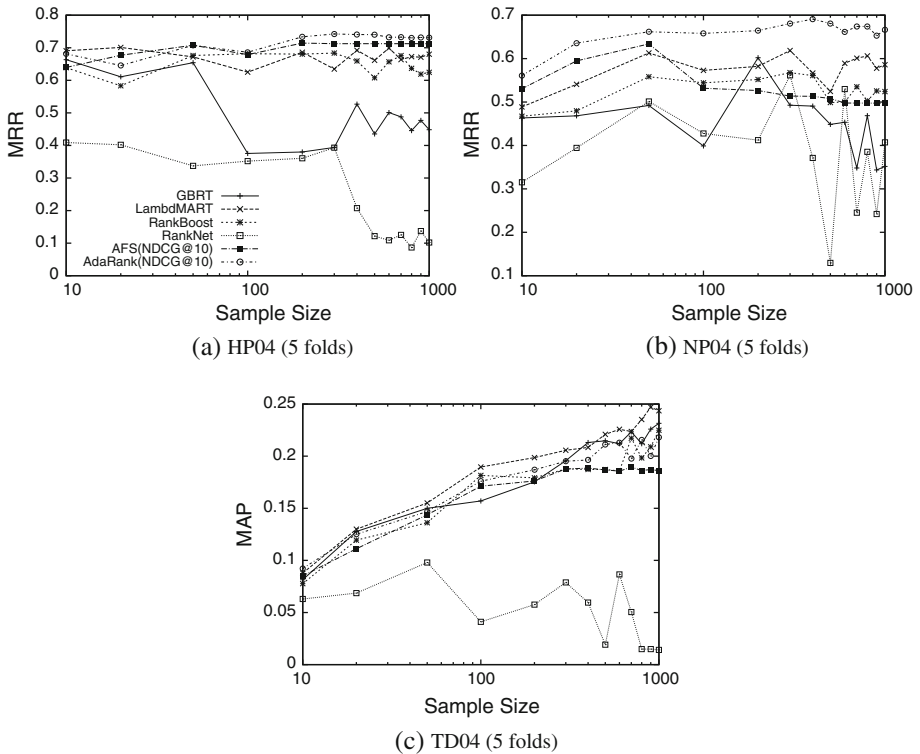 0.8
0.7
0.6
0.5
0.4
0.3
0.2
0.1
0
MRR
GBRT
LambdMART
RankBoost
RankNet
AFS(NDCG@10)
AdaRank(NDCG@10)
10 100 1000
Sample Size
(a) HP04 (5 folds)
0.7
0.6
0.5
0.4
0.3
0.2
0.1
MRR
10 100 1000
Sample Size
(b) NP04 (5 folds)
0.25
0.2
0.15
0.1
0.05
0
MAP
10 100 1000
Sample Size
(c) TD04 (5 folds)